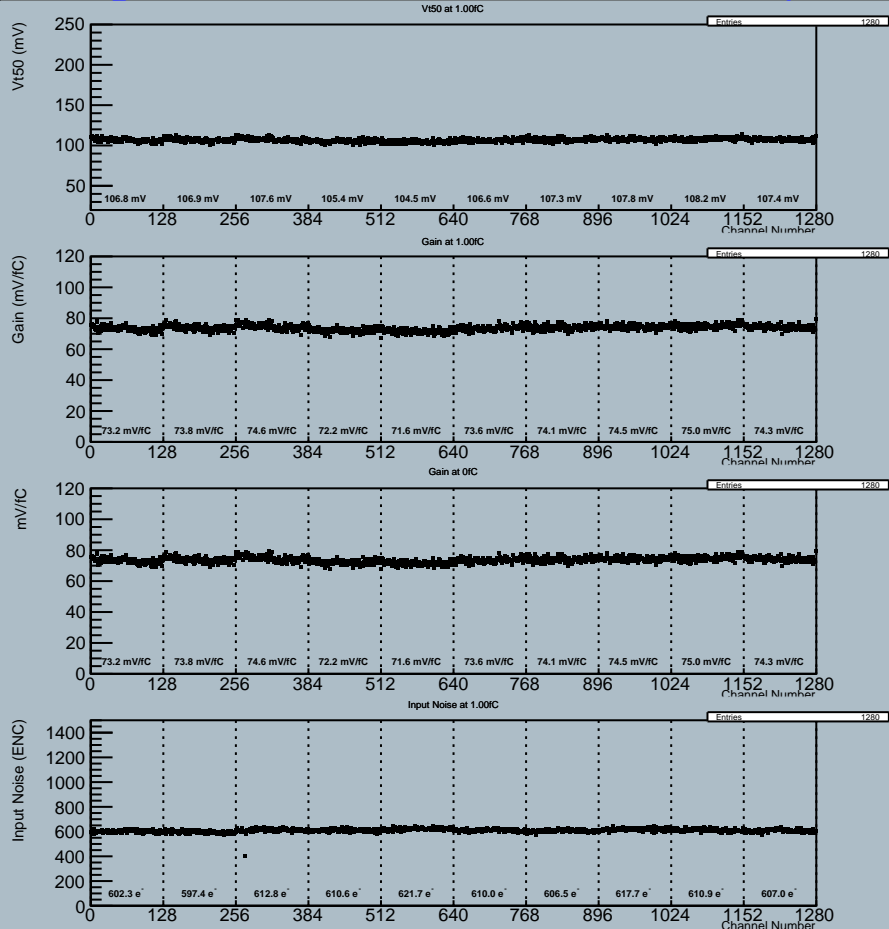 Vt50 at 1.00fC
Entries 1280
Vt50 (mV)
250
200
150
100
50
106.8 mV 106.9 mV 107.6 mV 105.4 mV 104.5 mV 106.6 mV 107.3 mV 107.8 mV 108.2 mV 107.4 mV
0 128 256 384 512 640 768 896 1024 1152 1280
Channel Number
Gain at 1.00fC
Entries 1280
Gain (mV/fC)
120
100
80
60
40
20
0
73.2 mV/fC 73.8 mV/fC 74.6 mV/fC 72.2 mV/fC 71.6 mV/fC 73.6 mV/fC 74.1 mV/fC 74.5 mV/fC 75.0 mV/fC 74.3 mV/fC
0 128 256 384 512 640 768 896 1024 1152 1280
Channel Number
Gain at 0fC
Entries 1280
mV/fC
120
100
80
60
40
20
0
73.2 mV/fC 73.8 mV/fC 74.6 mV/fC 72.2 mV/fC 71.6 mV/fC 73.6 mV/fC 74.1 mV/fC 74.5 mV/fC 75.0 mV/fC 74.3 mV/fC
0 128 256 384 512 640 768 896 1024 1152 1280
Channel Number
Input Noise at 1.00fC
Entries 1280
Input Noise (ENC)
1400
1200
1000
800
600
400
200
0
602.3 e⁻ 597.4 e⁻ 612.8 e⁻ 610.6 e⁻ 621.7 e⁻ 610.0 e⁻ 606.5 e⁻ 617.7 e⁻ 610.9 e⁻ 607.0 e⁻
0 128 256 384 512 640 768 896 1024 1152 1280
Channel Number